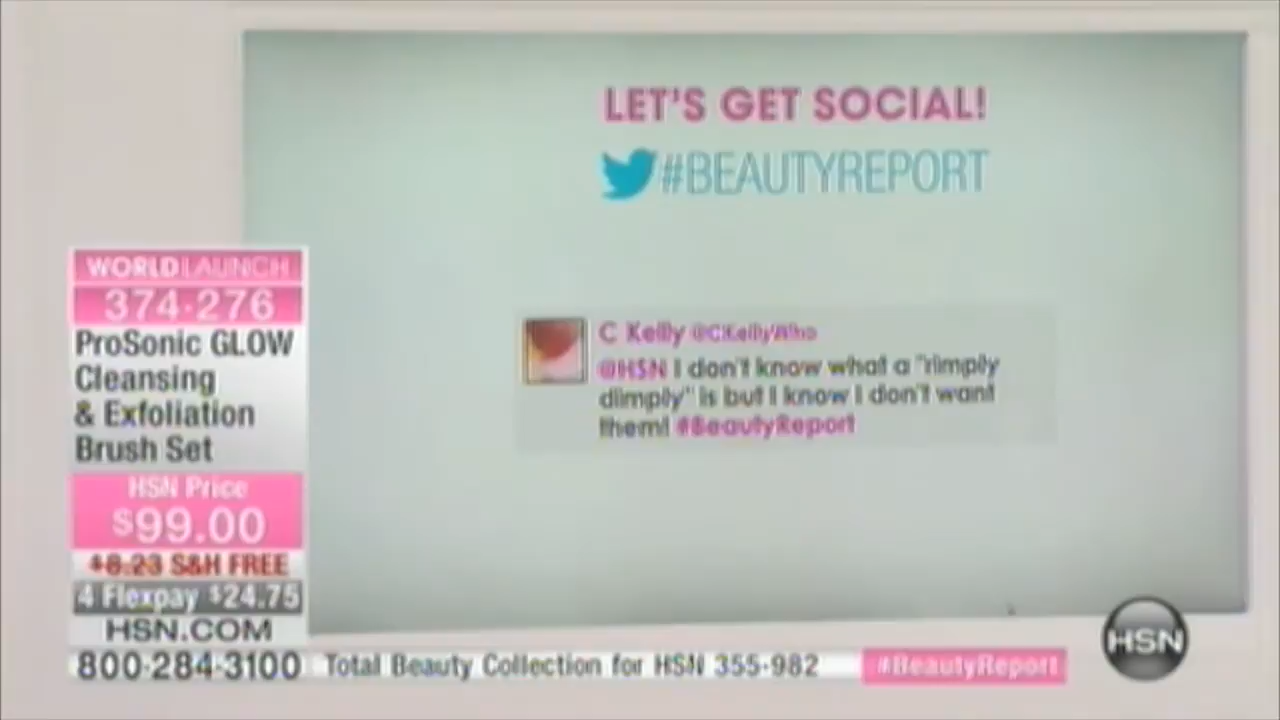 LET'S GET SOCIAL!
#BEAUTYREPORT
C Kelly @CKellyWho
@HSN I don't know what a "rimply
dimply" is but I know I don't want
them! #BeautyReport
WORLD LAUNCH
374-276
ProSonic GLOW
Cleansing
& Exfoliation
Brush Set
HSN Price
$99.00
$8.23 S&H FREE
4 Flexpay $24.75
HSN.COM
800-284-3100 Total Beauty Collection for HSN 355-982 #BeautyReport
HSN